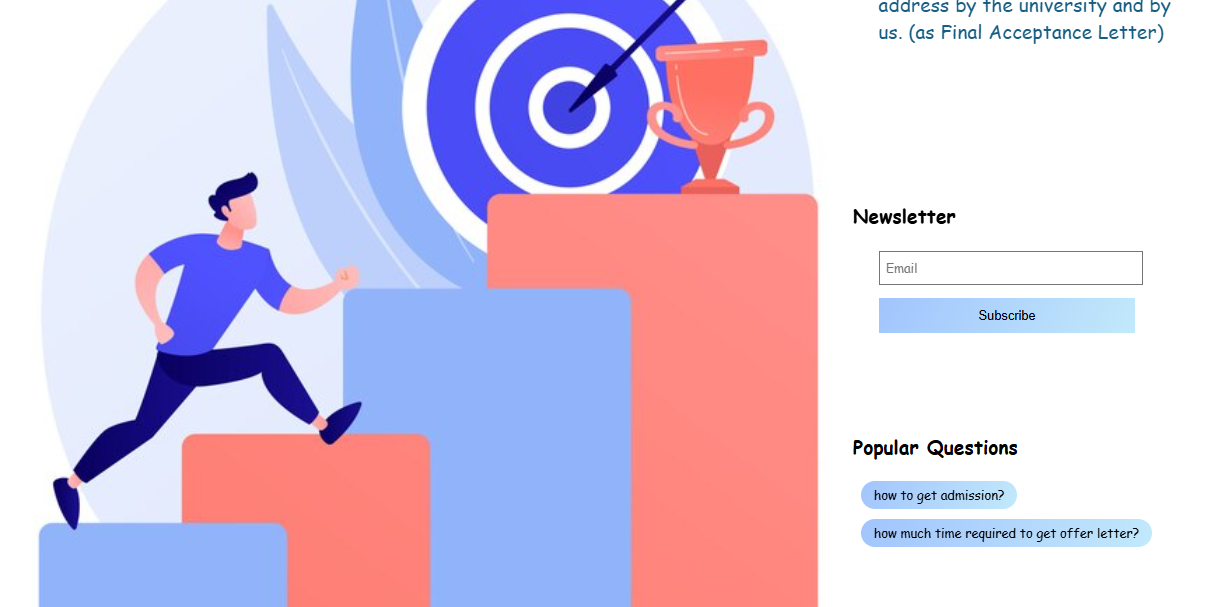 address by the university and by
us. (as Final Acceptance Letter)
Newsletter
Email
Subscribe
Popular Questions
how to get admission?
how much time required to get offer letter?